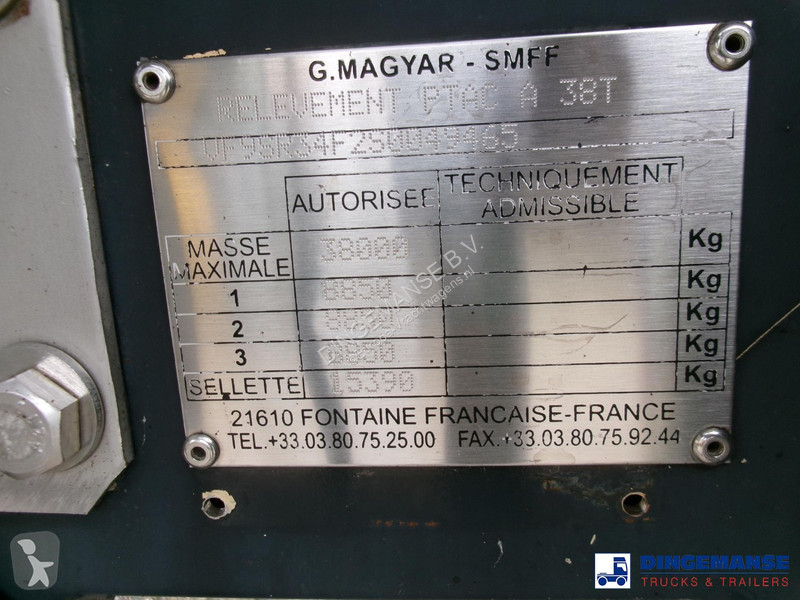 G.MAGYAR - SMFF
RELEVEMENT PTAC A 38T
VF9SR34F2S0049465
AUTORISEE
TECHNIQUEMENT ADMISSIBLE
MASSE MAXIMALE 38000 Kg
1 Kg
2 Kg
3 Kg
SELLETTE 15390 Kg
21610 FONTAINE FRANCAISE-FRANCE
TEL.+33.03.80.75.25.00 FAX.+33.03.80.75.92.44
DINGEMANSE B.V.
DINGEMANSE
TRUCKS & TRAILERS